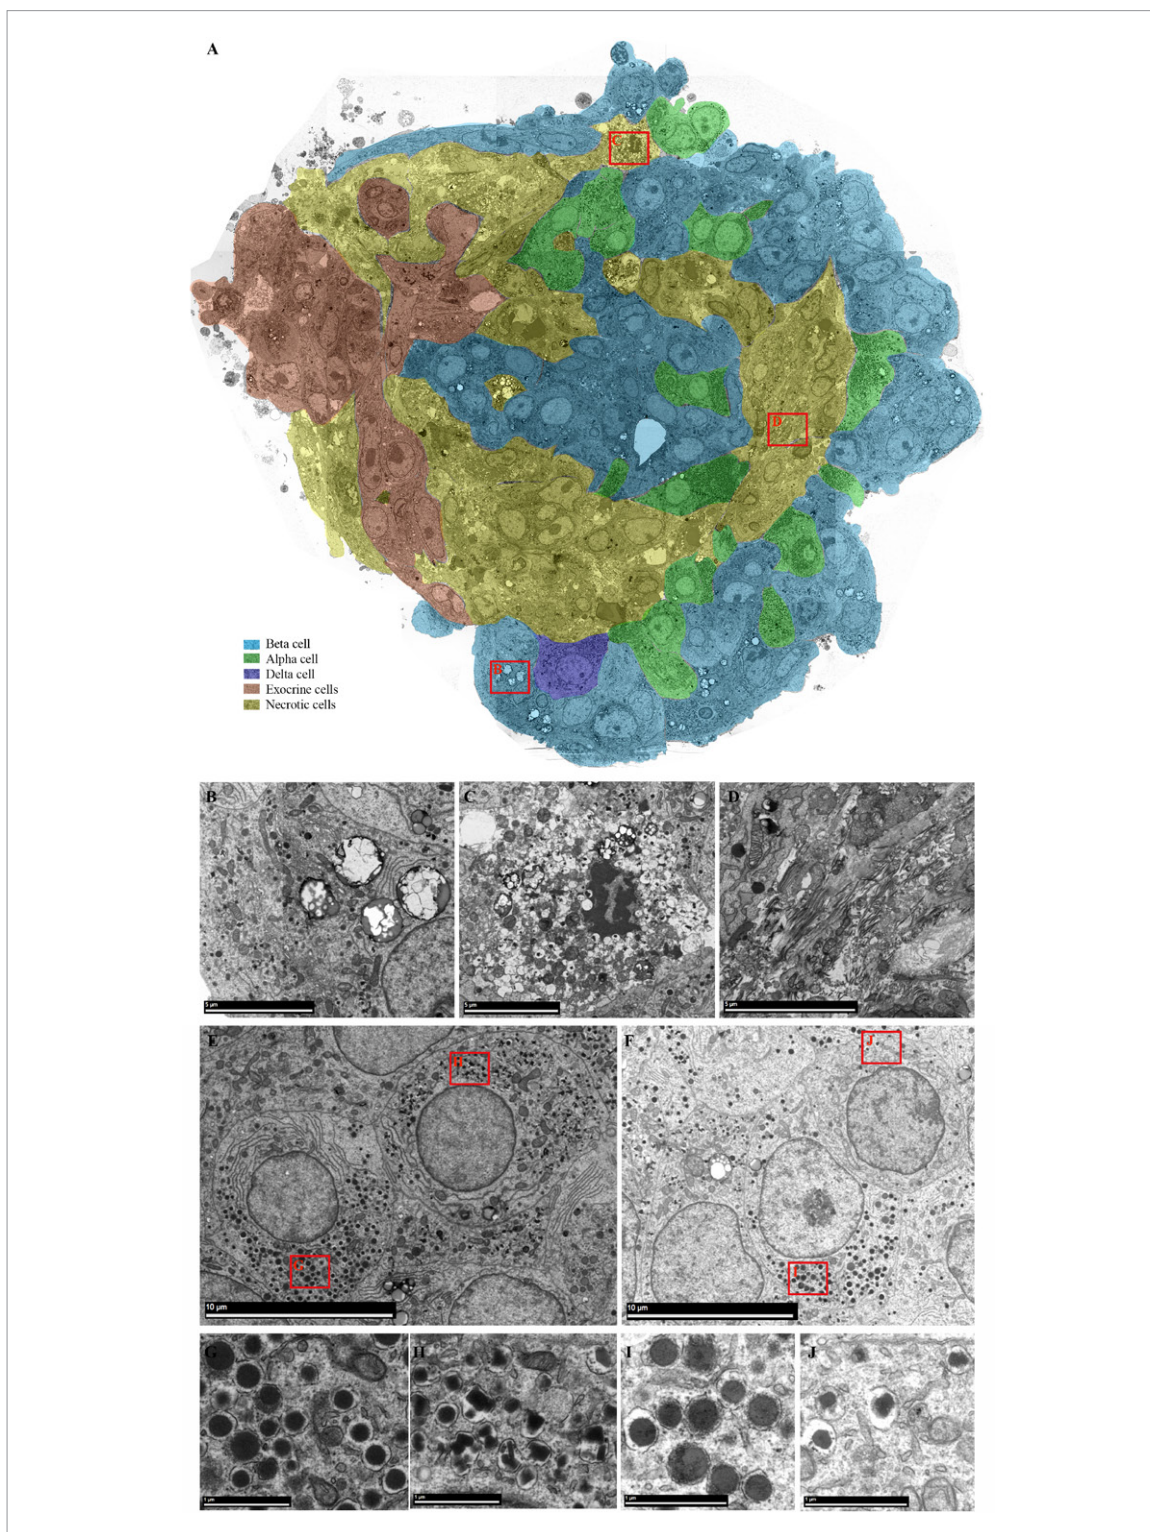 A
C
D
B
Beta cell
Alpha cell
Delta cell
Exocrine cells
Necrotic cells
B
C
D
5 µm
5 µm
5 µm
E
H
F
J
G
I
10 µm
10 µm
G
H
I
J
1 µm
1 µm
1 µm
1 µm